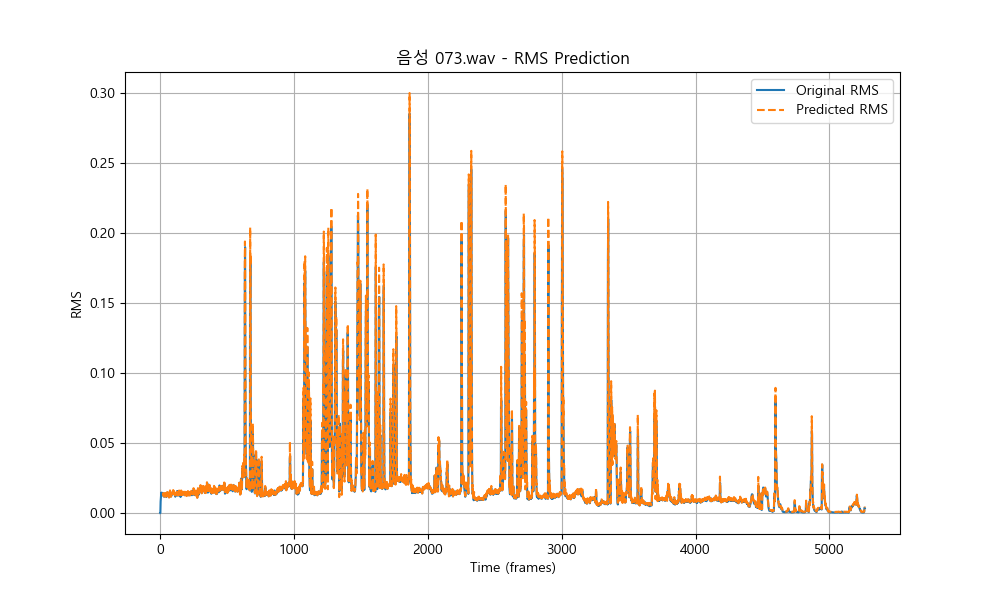 음성 073.wav - RMS Prediction
Original RMS
Predicted RMS
0.30
0.25
0.20
0.15
0.10
0.05
0.00
RMS
0 1000 2000 3000 4000 5000
Time (frames)